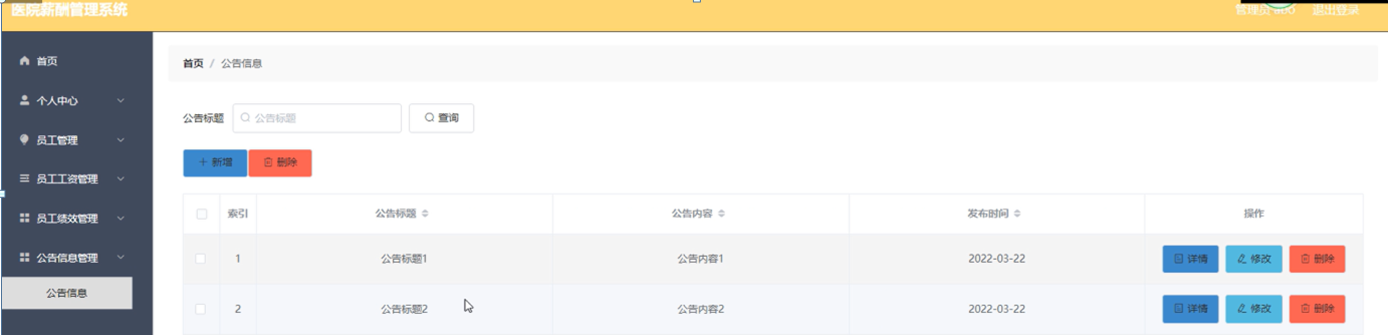 医院薪酬管理系统
管理员 退出登录
首页
个人中心
员工管理
员工工资管理
员工绩效管理
公告信息管理
公告信息
首页 / 公告信息
公告标题 公告标题 查询
新增 删除
索引 公告标题 公告内容 发布时间 操作
1 公告标题1 公告内容1 2022-03-22 详情 修改 删除
2 公告标题2 公告内容2 2022-03-22 详情 修改 删除